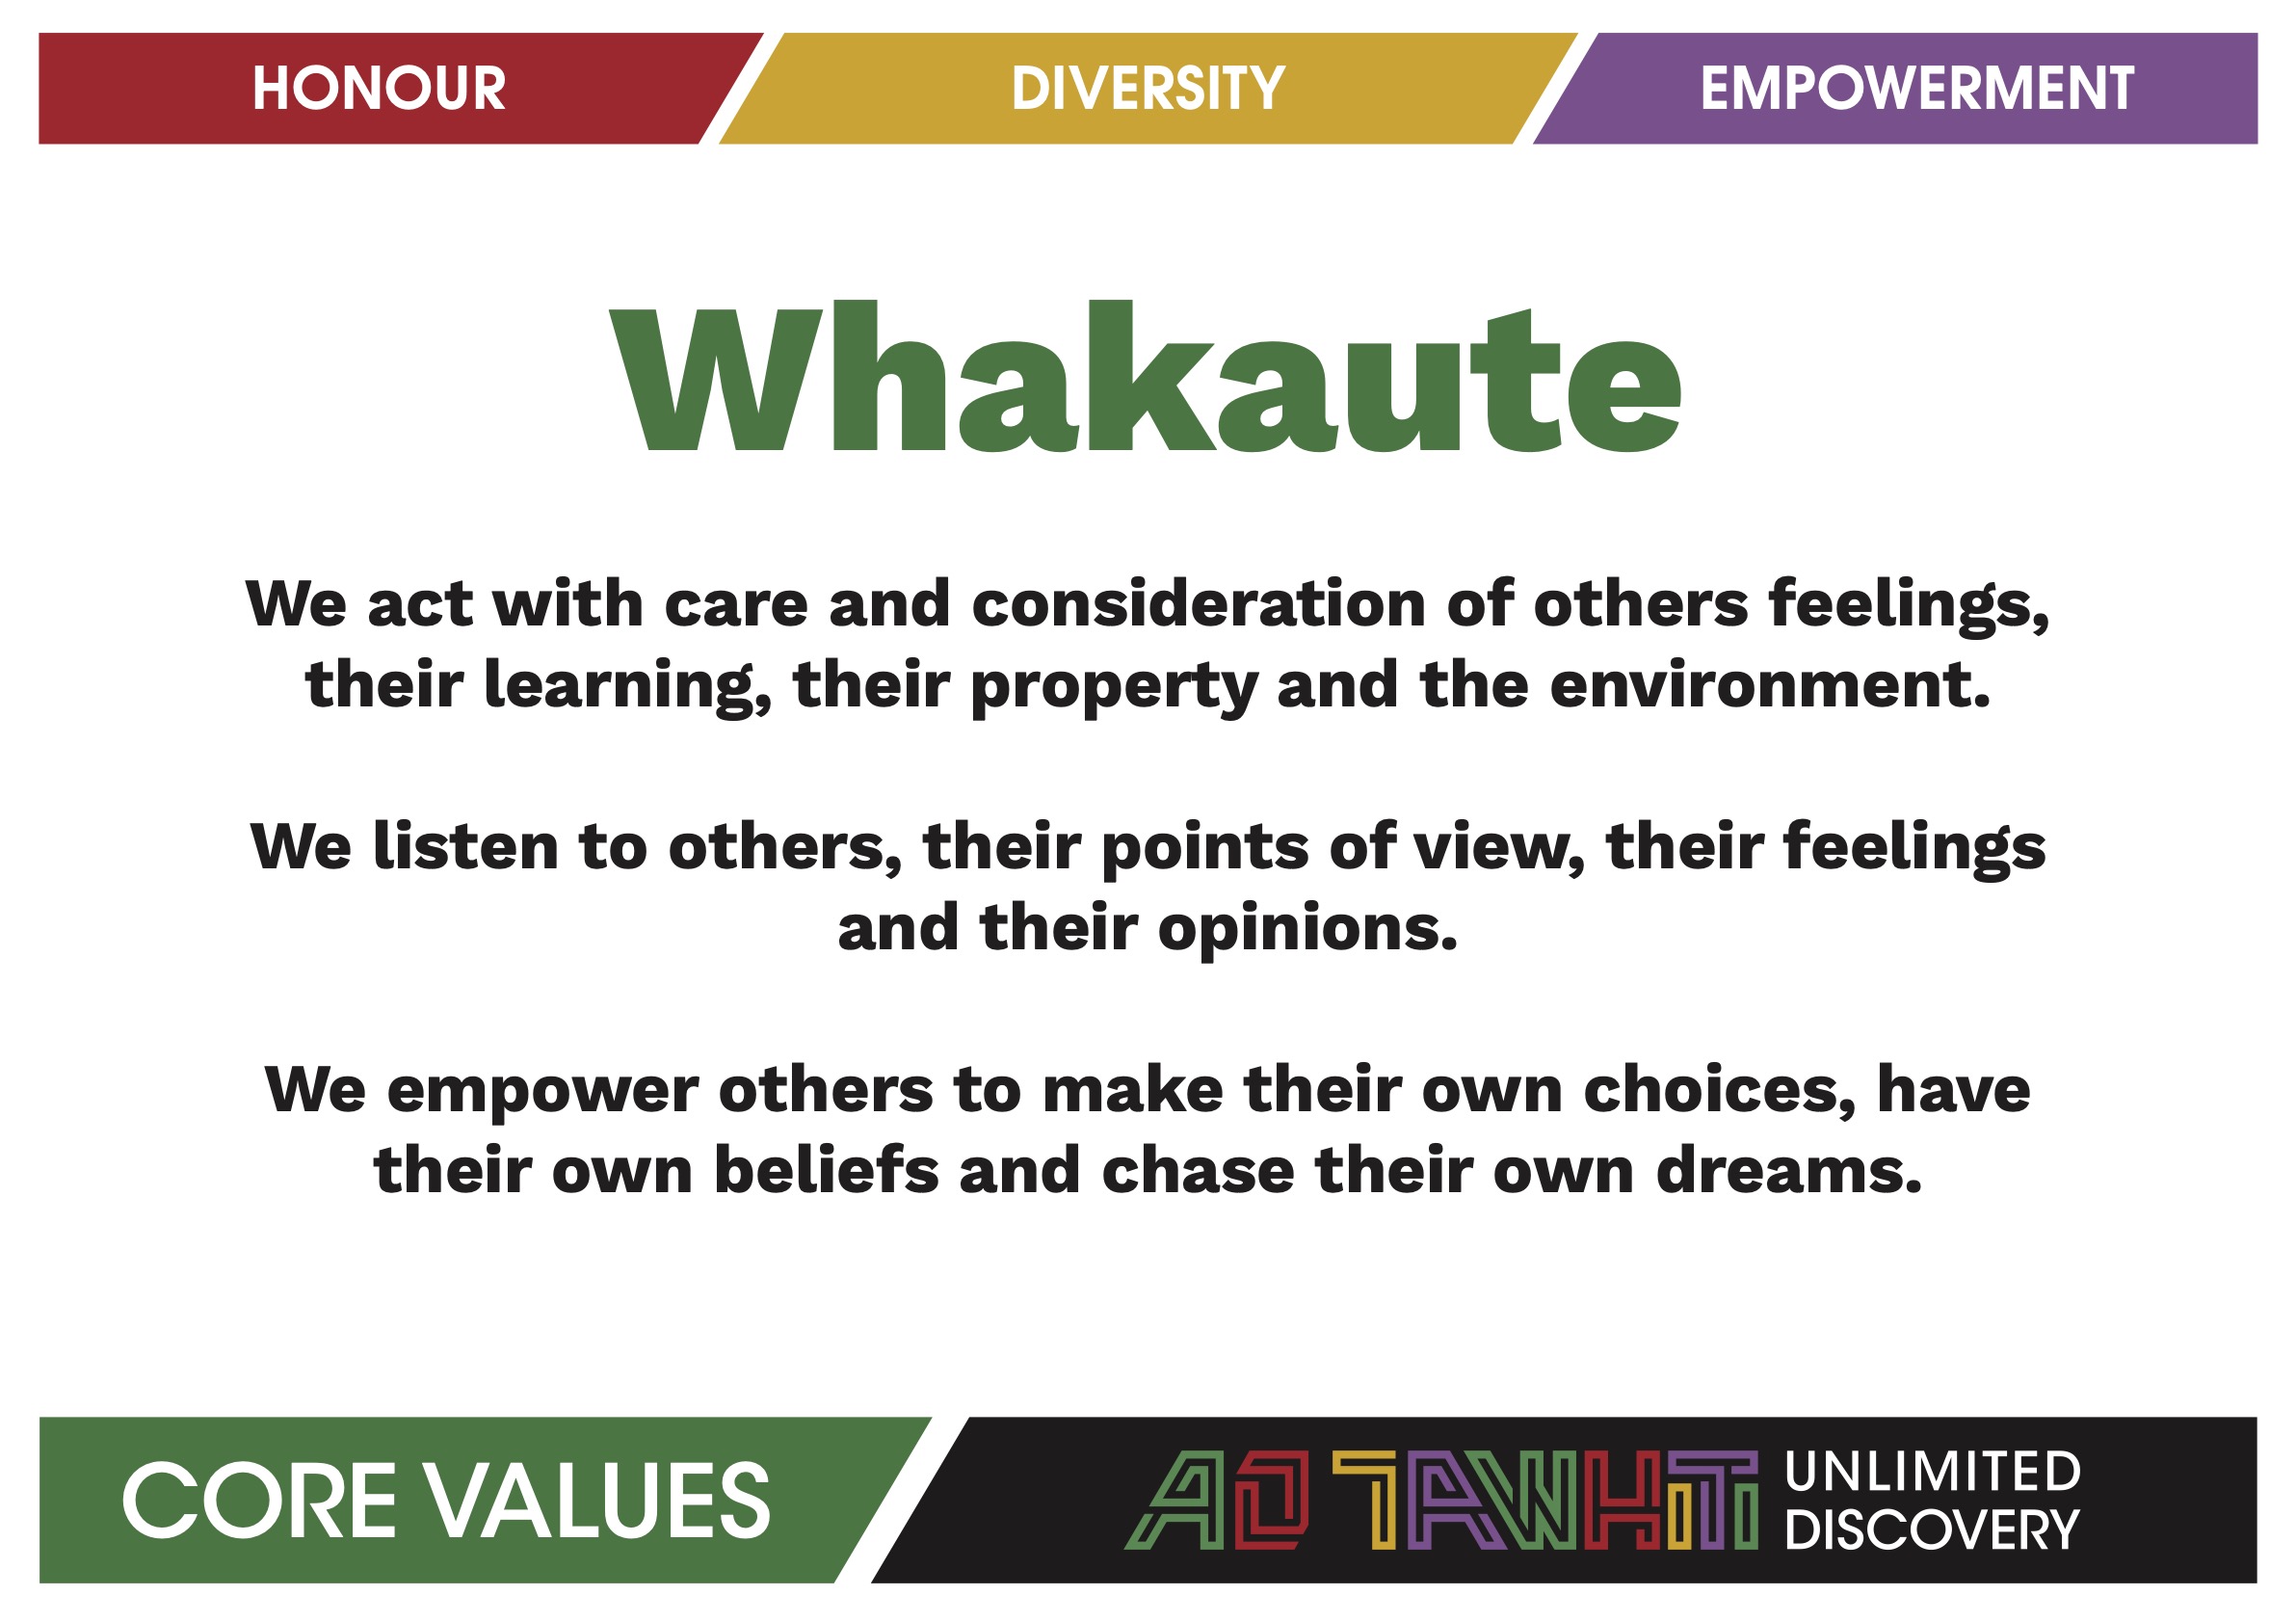 HONOUR
DIVERSITY
EMPOWERMENT
Whakaute
We act with care and consideration of others feelings,
their learning, their property and the environment.
We listen to others, their points of view, their feelings
and their opinions.
We empower others to make their own choices, have
their own beliefs and chase their own dreams.
CORE VALUES
AO TAWHITI
UNLIMITED
DISCOVERY